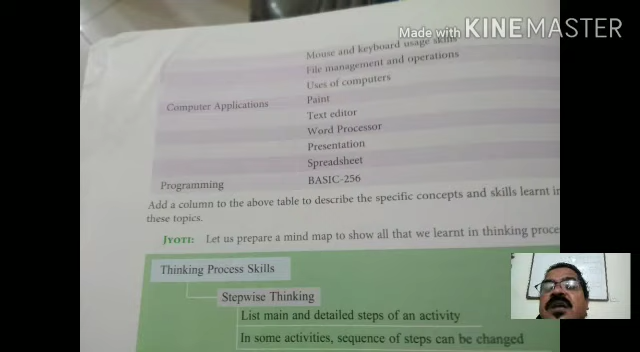 Made with KINEMASTER
Mouse and keyboard usage skills
File management and operations
Uses of computers
Computer Applications Paint
Text editor
Word Processor
Presentation
Spreadsheet
Programming BASIC-256
Add a column to the above table to describe the specific concepts and skills learnt in
these topics.
JYOTI: Let us prepare a mind map to show all that we learnt in thinking
Thinking Process Skills
Stepwise Thinking
List main and detailed steps of an activity
In some activities, sequence of steps can be changed